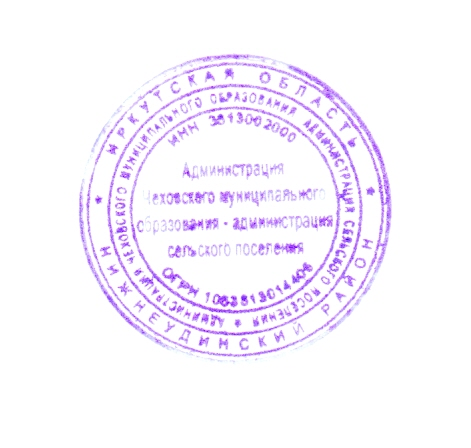 ИРКУТСКАЯ ОБЛАСТЬ
НИЖНЕУДИНСКИЙ РАЙОН
АДМИНИСТРАЦИЯ ЧЕХОВСКОГО МУНИЦИПАЛЬНОГО ОБРАЗОВАНИЯ АДМИНИСТРАЦИЯ СЕЛЬСКОГО ПОСЕЛЕНИЯ
ИНН
Администрация
Чеховского муниципального
образования - администрация
сельского поселения
ОГРН